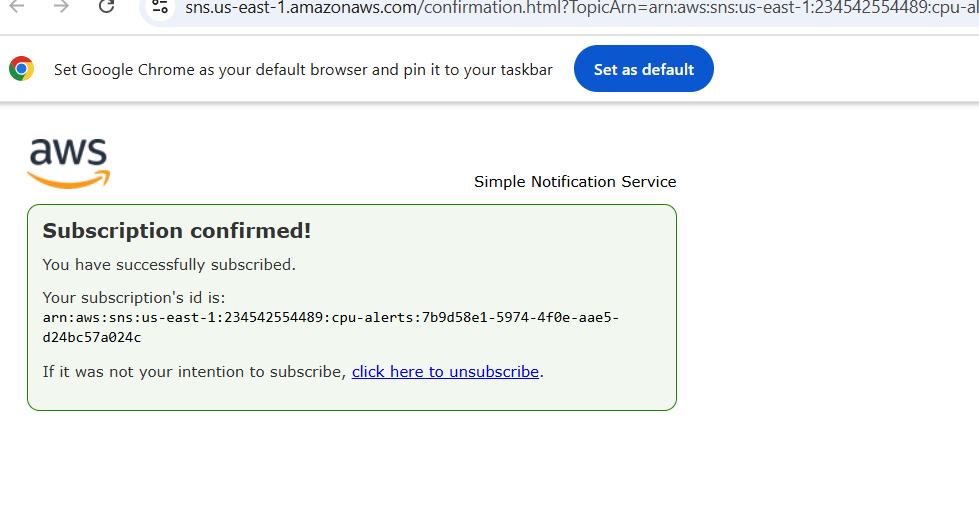 sns.us-east-1.amazonaws.com/confirmation.html?TopicArn=arn:aws:sns:us-east-1:234542554489:cpu-al
Set Google Chrome as your default browser and pin it to your taskbar
Set as default
aws
Simple Notification Service
Subscription confirmed!
You have successfully subscribed.
Your subscription's id is:
arn:aws:sns:us-east-1:234542554489:cpu-alerts:7b9d58e1-5974-4f0e-aae5-
d24bc57a024c
If it was not your intention to subscribe, click here to unsubscribe.